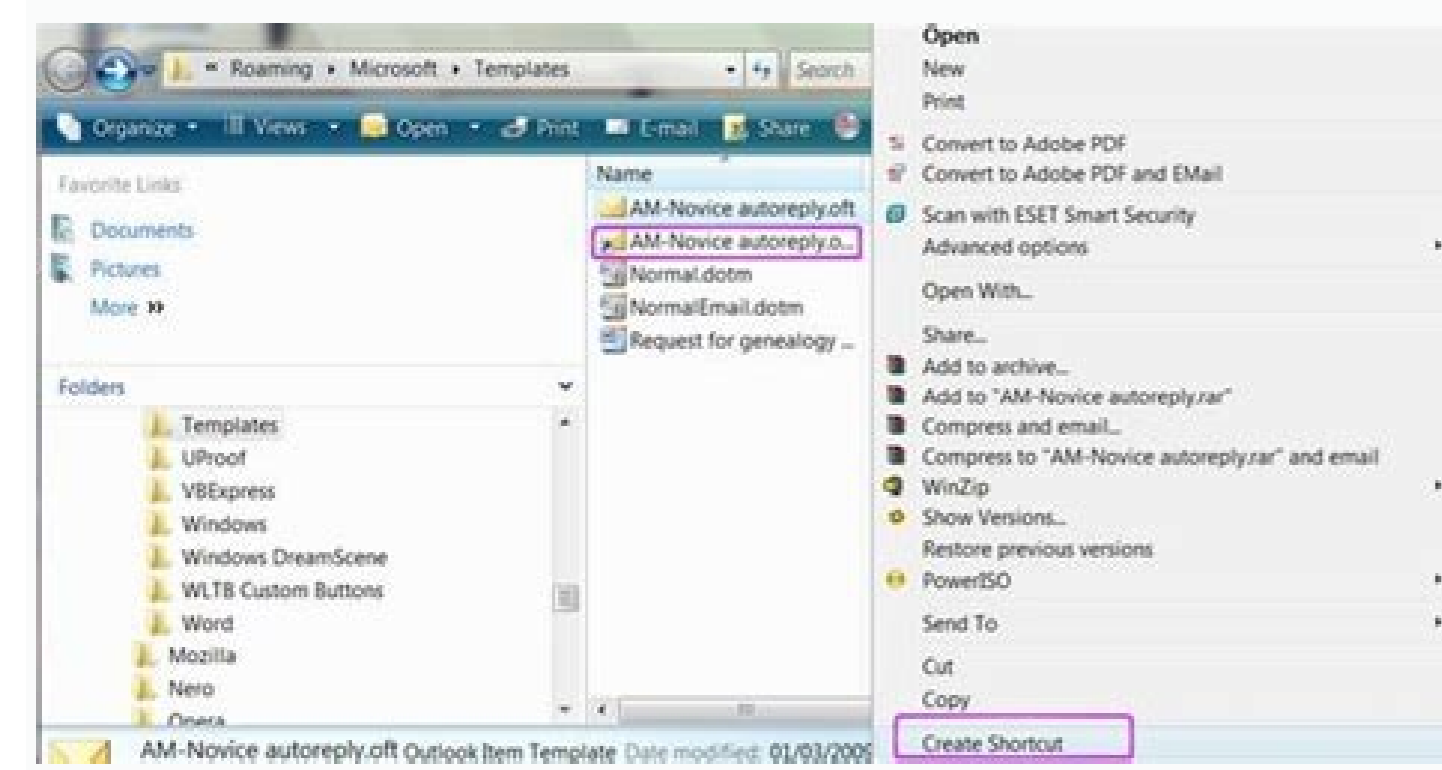 Roaming Microsoft Templates
Search
Organize Views Open Print E-mail Share
Favorite Links
Documents
Pictures
More »
Folders
Templates
UProof
VBExpress
Windows
Windows DreamScene
WLTB Custom Buttons
Word
Mozilla
Nero
Opera
Name
AM-Novice autoreply.oft
AM-Novice autoreply.o...
Normal.dotm
NormalEmail.dotm
Request for genealogy ...
AM-Novice autoreply.oft Outlook Item Template Date modified: 01/03/2009
Open
New
Print
Convert to Adobe PDF
Convert to Adobe PDF and EMail
Scan with ESET Smart Security
Advanced options
Open With...
Share...
Add to archive...
Add to "AM-Novice autoreply.rar"
Compress and email...
Compress to "AM-Novice autoreply.rar" and email
WinZip
Show Versions...
Restore previous versions
PowerISO
Send To
Cut
Copy
Create Shortcut